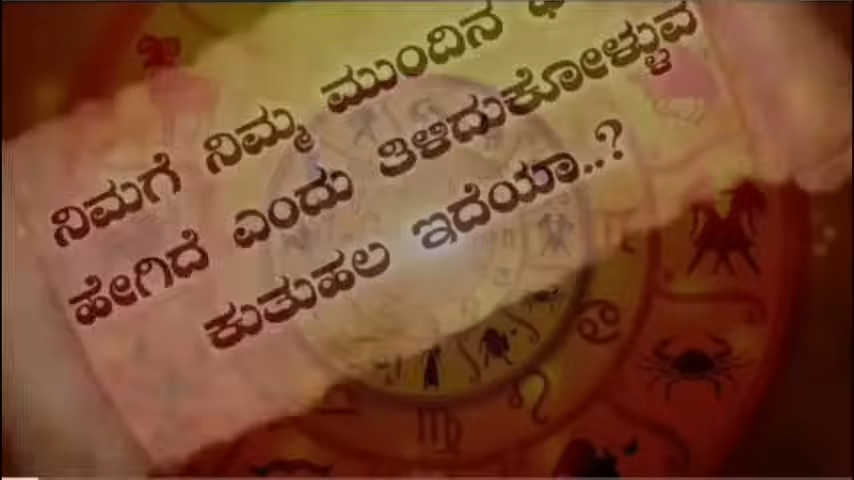 ನಿಮಗೆ ನಿಮ್ಮ ಮುಂದಿನ
ಹೇಗಿದೆ ಎಂದು ತಿಳಿದುಕೋಳ್ಳುವ
ಕುತುಹಲ ಇದೆಯಾ..?